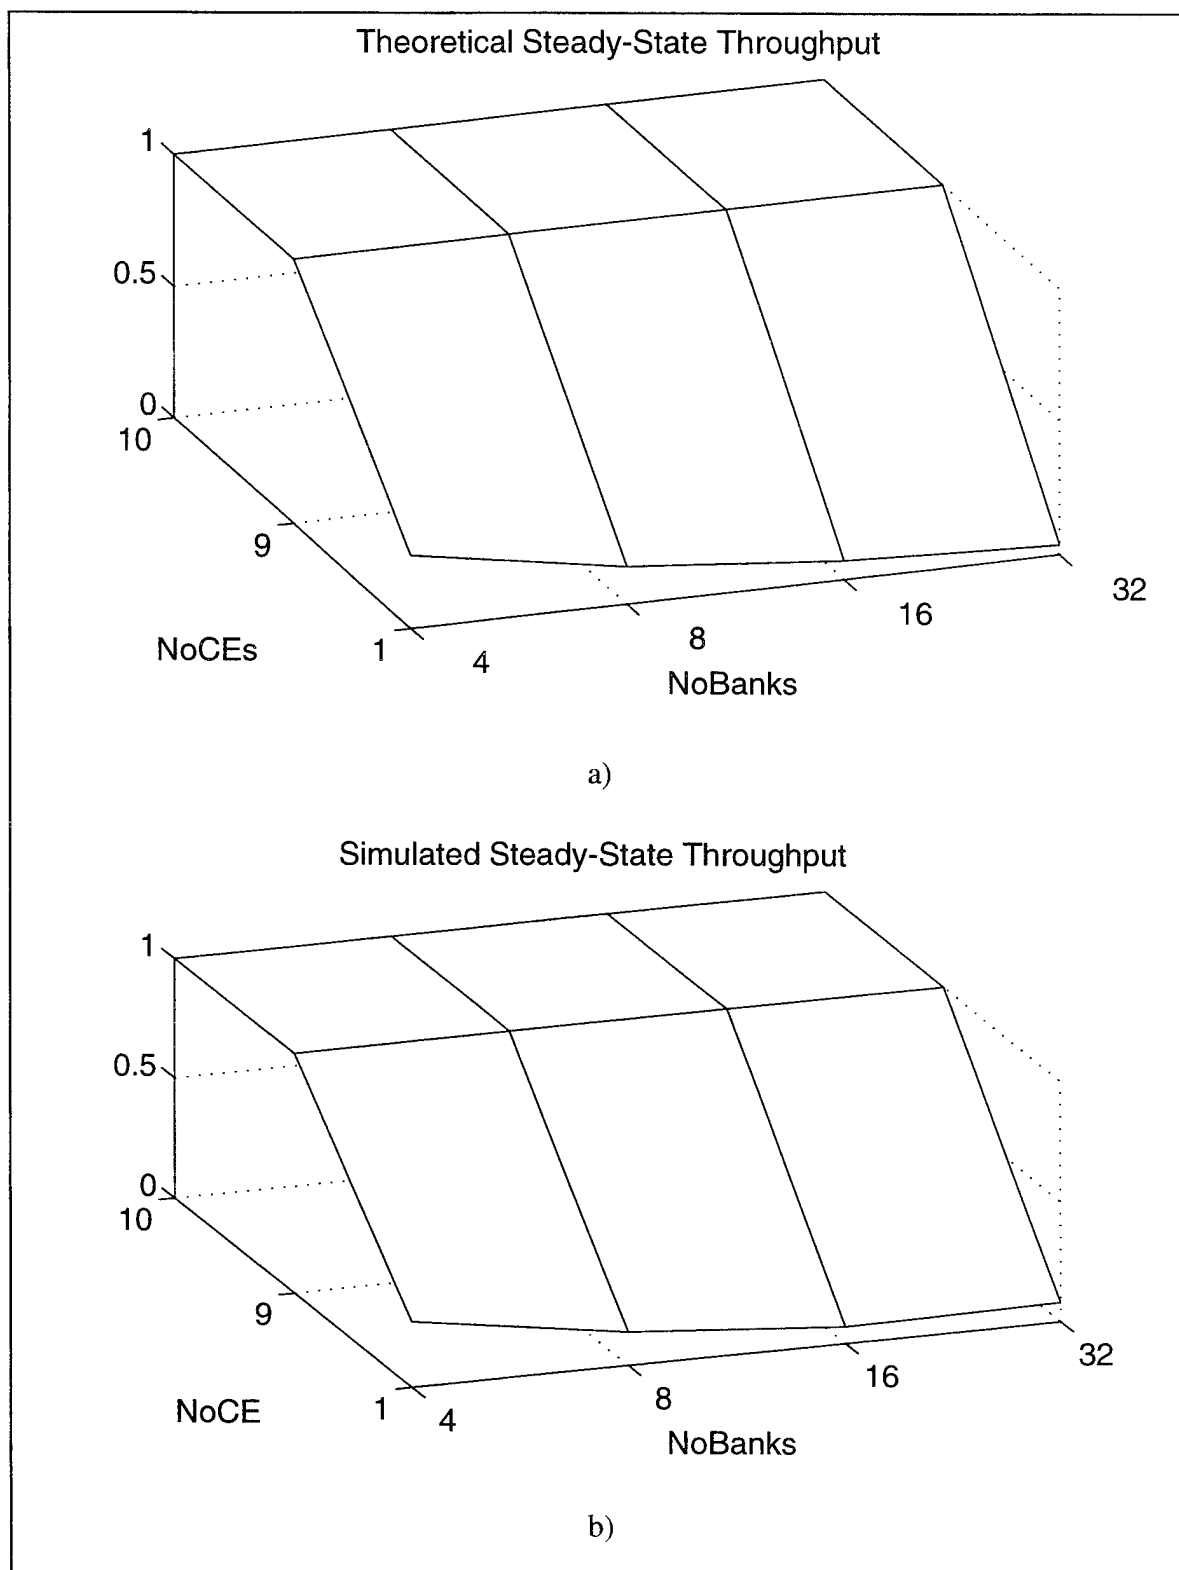 Theoretical Steady-State Throughput
1
0.5
0
10
9
1
4
8
16
32
NoCEs
NoBanks
a)
Simulated Steady-State Throughput
1
0.5
0
10
9
1
4
8
16
32
NoCE
NoBanks
b)